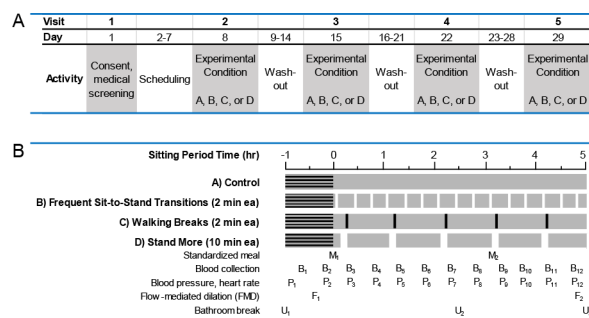 A
Visit 1 2 3 4 5
Day 1 2-7 8 9-14 15 16-21 22 23-28 29
Activity Consent, medical screening Scheduling Experimental Condition A, B, C, or D Wash-out Experimental Condition A, B, C, or D Wash-out Experimental Condition A, B, C, or D Wash-out Experimental Condition A, B, C, or D
B
Sitting Period Time (hr) -1 0 1 2 3 4 5
A) Control
B) Frequent Sit-to-Stand Transitions (2 min ea)
C) Walking Breaks (2 min ea)
D) Stand More (10 min ea)
Standardized meal M₁ M₂
Blood collection B₁ B₂ B₃ B₄ B₅ B₆ B₇ B₈ B₉ B₁₀ B₁₁ B₁₂
Blood pressure, heart rate P₁ P₂ P₃ P₄ P₅ P₆ P₇ P₈ P₉ P₁₀ P₁₁ P₁₂
Flow-mediated dilation (FMD) F₁ F₂
Bathroom break U₁ U₂ U